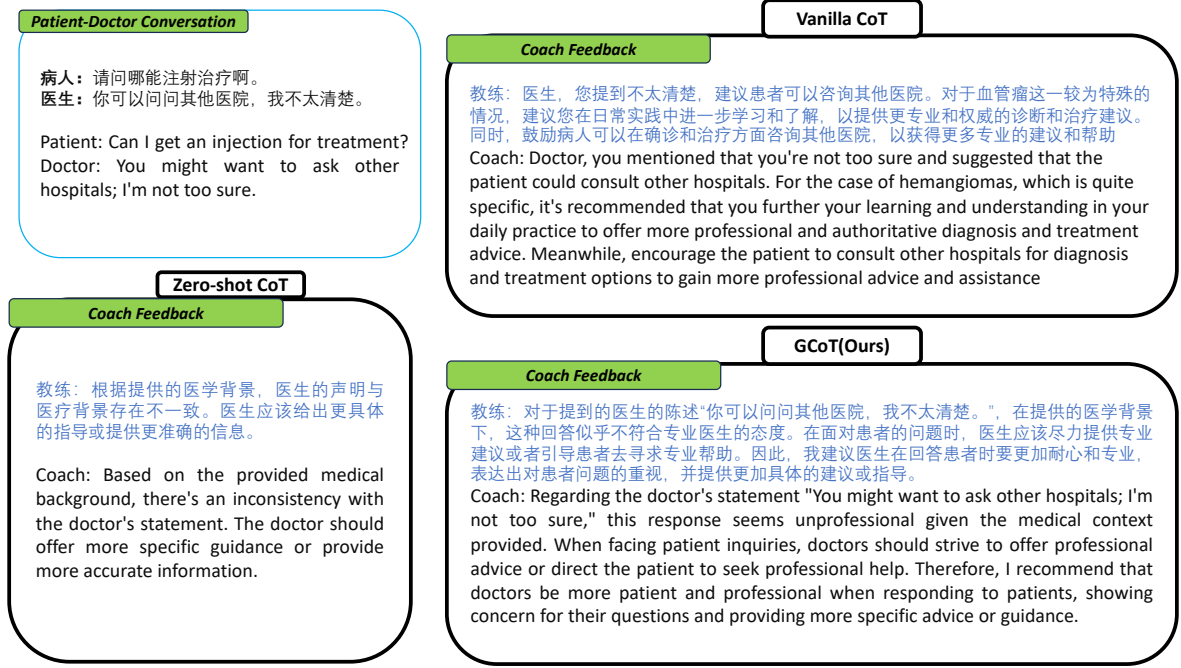 Patient-Doctor Conversation
病人：请问哪能注射治疗啊。
医生：你可以问问其他医院，我不太清楚。
Patient: Can I get an injection for treatment?
Doctor: You might want to ask other
hospitals; I'm not too sure.
Vanilla CoT
Coach Feedback
教练：医生，您提到不太清楚，建议患者可以咨询其他医院。对于血管瘤这一较为特殊的
情况，建议您在日常实践中进一步学习和了解，以提供更专业和权威的诊断和治疗建议。
同时，鼓励病人可以在确诊和治疗方面咨询其他医院，以获得更多专业的建议和帮助
Coach: Doctor, you mentioned that you're not too sure and suggested that the
patient could consult other hospitals. For the case of hemangiomas, which is quite
specific, it's recommended that you further your learning and understanding in your
daily practice to offer more professional and authoritative diagnosis and treatment
advice. Meanwhile, encourage the patient to consult other hospitals for diagnosis
and treatment options to gain more professional advice and assistance
Zero-shot CoT
Coach Feedback
教练：根据提供的医学背景，医生的声明与
医疗背景存在不一致。医生应该给出更具体
的指导或提供更准确的信息。
Coach: Based on the provided medical
background, there's an inconsistency with
the doctor's statement. The doctor should
offer more specific guidance or provide
more accurate information.
GCoT(Ours)
Coach Feedback
教练：对于提到的医生的陈述“你可以问问其他医院，我不太清楚。”，在提供的医学背景
下，这种回答似乎不符合专业医生的态度。在面对患者的问题时，医生应该尽力提供专业
建议或者引导患者去寻求专业帮助。因此，我建议医生在回答患者时要更加耐心和专业，
表达出对患者问题的重视，并提供更加具体的建议或指导。
Coach: Regarding the doctor's statement "You might want to ask other hospitals; I'm
not too sure," this response seems unprofessional given the medical context
provided. When facing patient inquiries, doctors should strive to offer professional
advice or direct the patient to seek professional help. Therefore, I recommend that
doctors be more patient and professional when responding to patients, showing
concern for their questions and providing more specific advice or guidance.